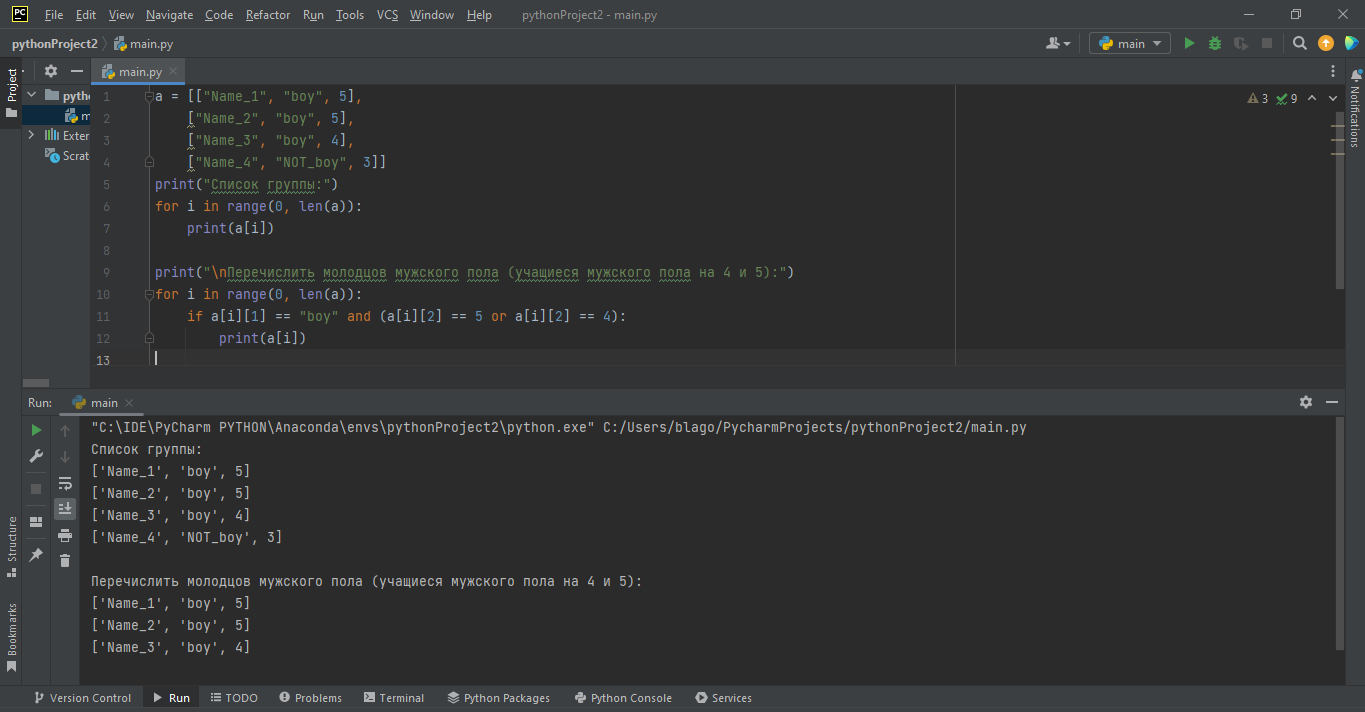 PC File Edit View Navigate Code Refactor Run Tools VCS Window Help pythonProject2 - main.py
pythonProject2 main.py main
Project
main.py
pyth
m
Exter
Scrat
3 9
Notifications
1 a = [["Name_1", "boy", 5],
2 ["Name_2", "boy", 5],
3 ["Name_3", "boy", 4],
4 ["Name_4", "NOT_boy", 3]]
5 print("Список группы:")
6 for i in range(0, len(a)):
7 print(a[i])
8
9 print("\nПеречислить молодцов мужского пола (учащиеся мужского пола на 4 и 5):")
10 for i in range(0, len(a)):
11 if a[i][1] == "boy" and (a[i][2] == 5 or a[i][2] == 4):
12 print(a[i])
13
Run: main
"C:\IDE\PyCharm PYTHON\Anaconda\envs\pythonProject2\python.exe" C:/Users/blago/PycharmProjects/pythonProject2/main.py
Список группы:
['Name_1', 'boy', 5]
['Name_2', 'boy', 5]
['Name_3', 'boy', 4]
['Name_4', 'NOT_boy', 3]
Перечислить молодцов мужского пола (учащиеся мужского пола на 4 и 5):
['Name_1', 'boy', 5]
['Name_2', 'boy', 5]
['Name_3', 'boy', 4]
Structure
Bookmarks
Version Control Run TODO Problems Terminal Python Packages Python Console Services